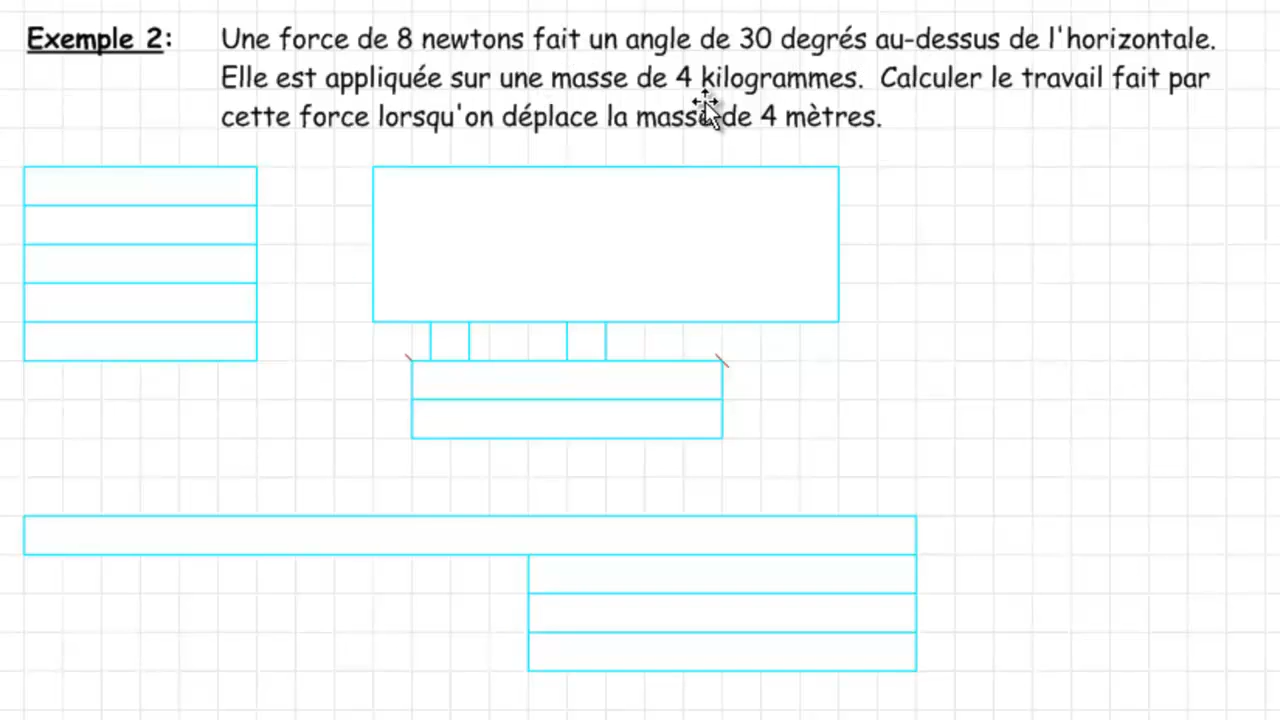 Exemple 2: Une force de 8 newtons fait un angle de 30 degrés au-dessus de l'horizontale.
Elle est appliquée sur une masse de 4 kilogrammes. Calculer le travail fait par
cette force lorsqu'on déplace la masse de 4 mètres.